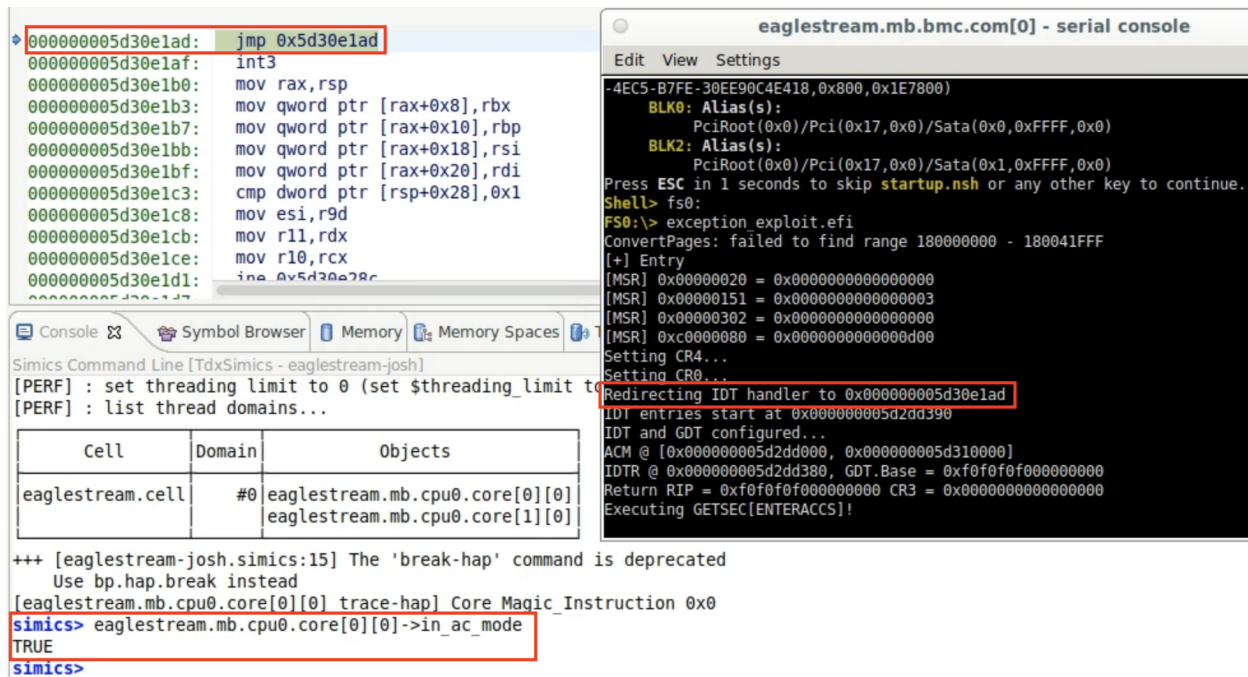 000000005d30e1ad: jmp 0x5d30e1ad
000000005d30e1af: int3
000000005d30e1b0: mov rax,rsp
000000005d30e1b3: mov qword ptr [rax+0x8],rbx
000000005d30e1b7: mov qword ptr [rax+0x10],rbp
000000005d30e1bb: mov qword ptr [rax+0x18],rsi
000000005d30e1bf: mov qword ptr [rax+0x20],rdi
000000005d30e1c3: cmp dword ptr [rsp+0x28],0x1
000000005d30e1c8: mov esi,r9d
000000005d30e1cb: mov r11,rdx
000000005d30e1ce: mov r10,rcx
000000005d30e1d1: jne 0x5d30e28c
Console Symbol Browser Memory Memory Spaces
Simics Command Line [TdxSimics - eaglestream-josh]
[PERF] : set threading limit to 0 (set $threading_limit to
[PERF] : list thread domains...
Cell Domain Objects
eaglestream.cell #0 eaglestream.mb.cpu0.core[0][0]
eaglestream.mb.cpu0.core[1][0]
+++ [eaglestream-josh.simics:15] The 'break-hap' command is deprecated
Use bp.hap.break instead
[eaglestream.mb.cpu0.core[0][0] trace-hap] Core Magic_Instruction 0x0
simics> eaglestream.mb.cpu0.core[0][0]->in_ac_mode
TRUE
simics>
eaglestream.mb.bmc.com[0] - serial console
Edit View Settings
-4EC5-B7FE-30EE90C4E418,0x800,0x1E7800)
BLK0: Alias(s):
PciRoot(0x0)/Pci(0x17,0x0)/Sata(0x0,0xFFFF,0x0)
BLK2: Alias(s):
PciRoot(0x0)/Pci(0x17,0x0)/Sata(0x1,0xFFFF,0x0)
Press ESC in 1 seconds to skip startup.nsh or any other key to continue.
Shell> fs0:
FS0:\> exception_exploit.efi
ConvertPages: failed to find range 180000000 - 180041FFF
[+] Entry
[MSR] 0x00000020 = 0x0000000000000000
[MSR] 0x00000151 = 0x0000000000000003
[MSR] 0x00000302 = 0x0000000000000000
[MSR] 0xc0000080 = 0x0000000000000d00
Setting CR4...
Setting CR0...
Redirecting IDT handler to 0x000000005d30e1ad
IDT entries start at 0x000000005d2dd390
IDT and GDT configured...
ACM @ [0x000000005d2dd000, 0x000000005d310000]
IDTR @ 0x000000005d2dd380, GDT.Base = 0xf0f0f0f000000000
Return RIP = 0xf0f0f0f000000000 CR3 = 0x0000000000000000
Executing GETSEC[ENTERACCS]!